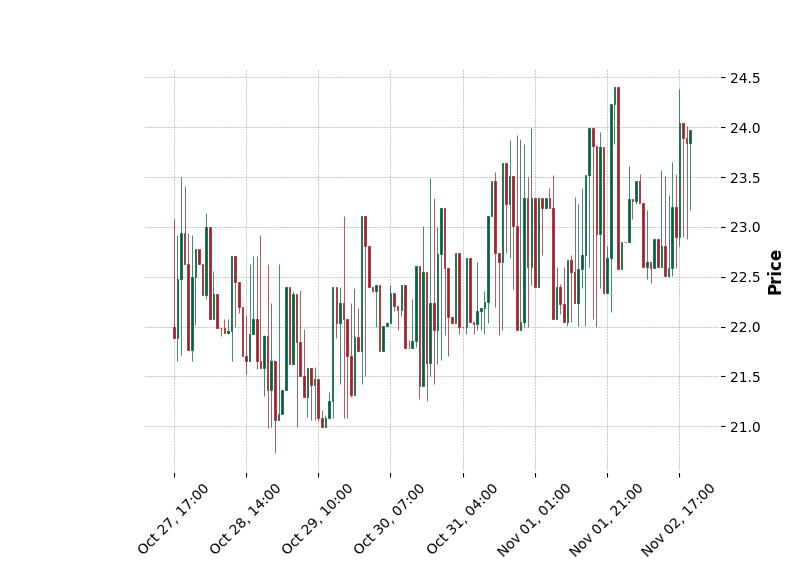 24.5
24.0
23.5
23.0
22.5
22.0
21.5
21.0
Price
Oct 27, 17:00
Oct 28, 14:00
Oct 29, 10:00
Oct 30, 07:00
Oct 31, 04:00
Nov 01, 01:00
Nov 01, 21:00
Nov 02, 17:00